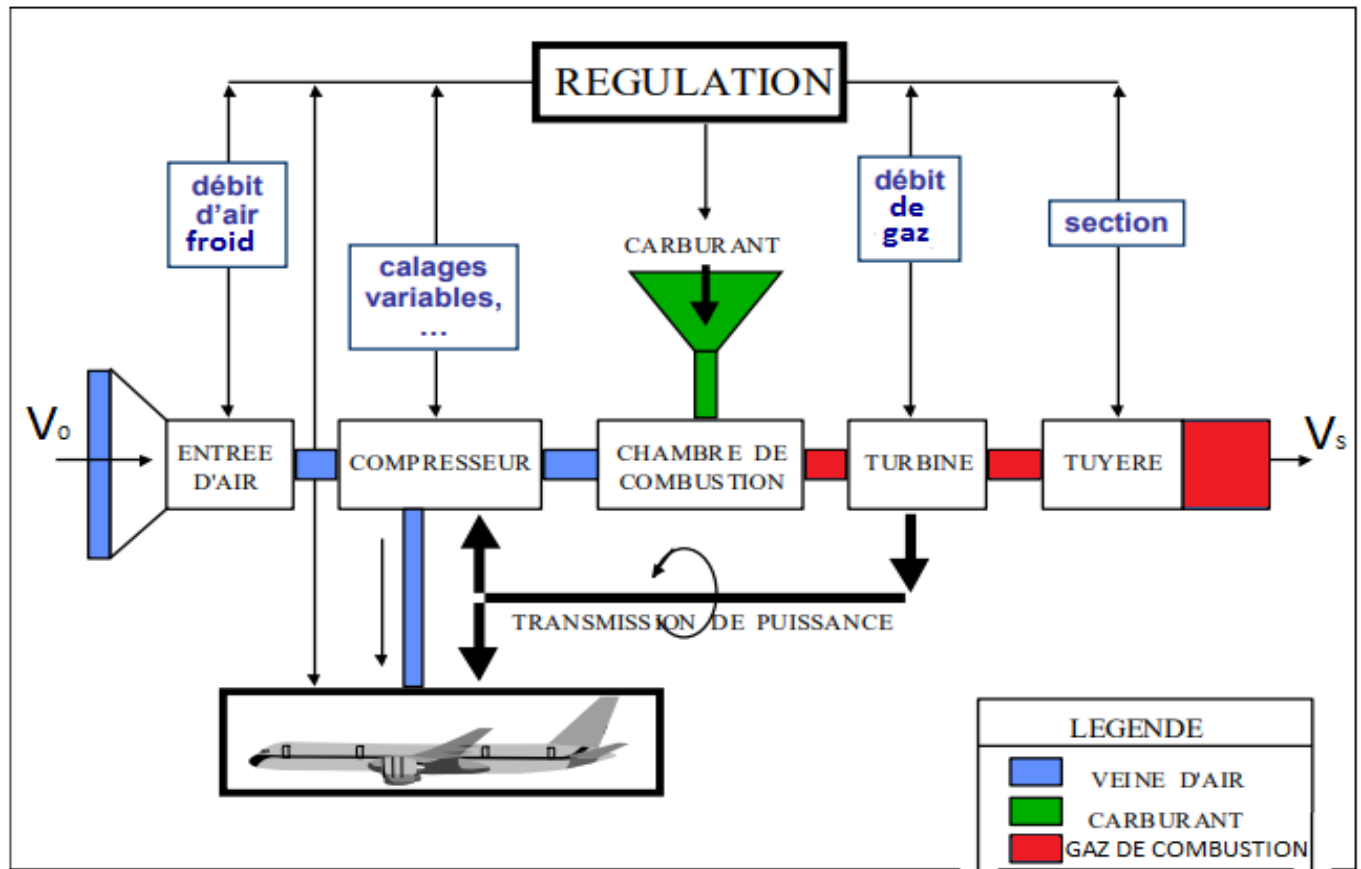 REGULATION
débit
d'air
froid
calages
variables,
...
CARBURANT
débit
de
gaz
section
V₀
ENTREE
D'AIR
COMPRESSEUR
CHAMBRE DE
COMBUSTION
TURBINE
TUYERE
Vs
TRANSMISSION DE PUISSANCE
LEGENDE
VEINE D'AIR
CARBURANT
GAZ DE COMBUSTION